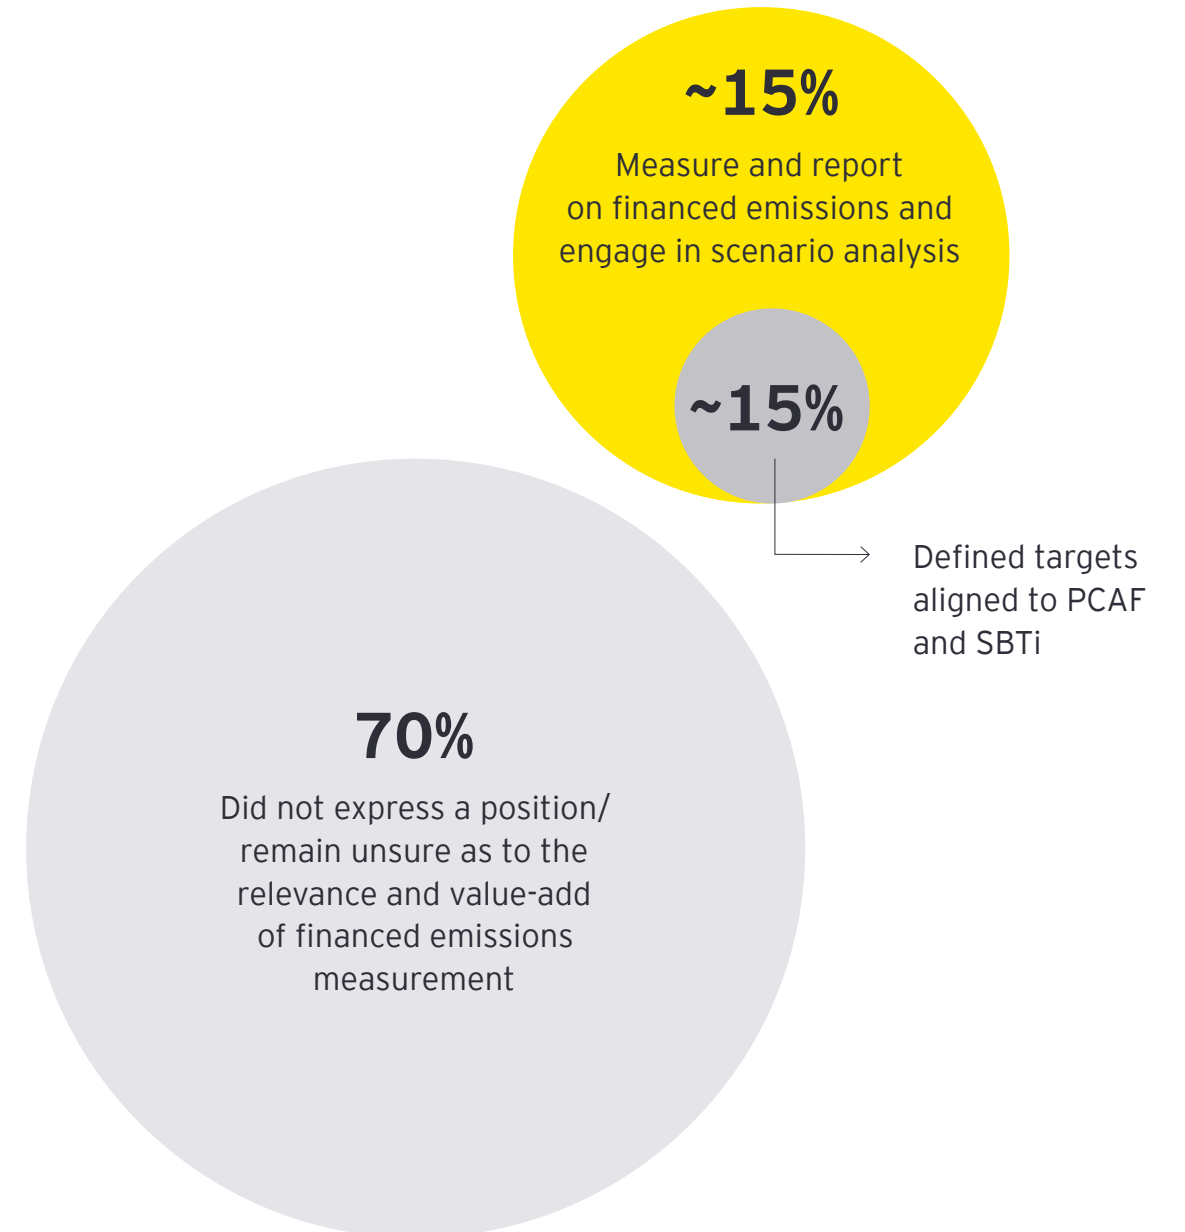 ~15%
Measure and report
on financed emissions and
engage in scenario analysis
~15%
Defined targets
aligned to PCAF
and SBTi
70%
Did not express a position/
remain unsure as to the
relevance and value-add
of financed emissions
measurement